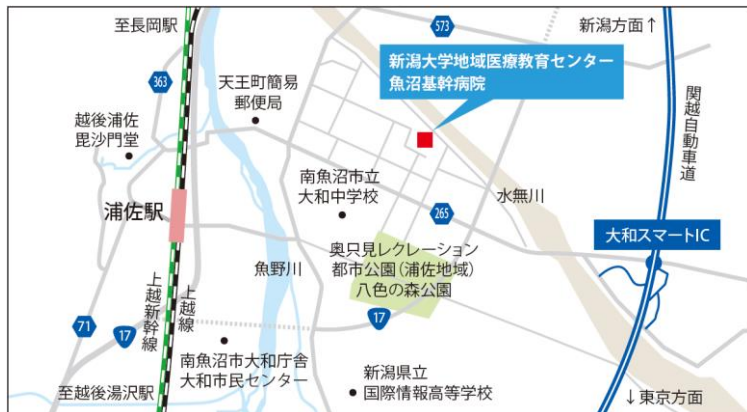 至長岡駅
573
新潟方面↑
新潟大学地域医療教育センター
魚沼基幹病院
363
天王町簡易
郵便局
関越自動車道
越後浦佐
毘沙門堂
南魚沼市立
大和中学校
水無川
浦佐駅
265
大和スマートIC
魚野川
奥只見レクレーション
都市公園（浦佐地域）
八色の森公園
上越新幹線
上越線
71
17
17
南魚沼市大和庁舎
大和市民センター
新潟県立
国際情報高等学校
至越後湯沢駅
↓東京方面